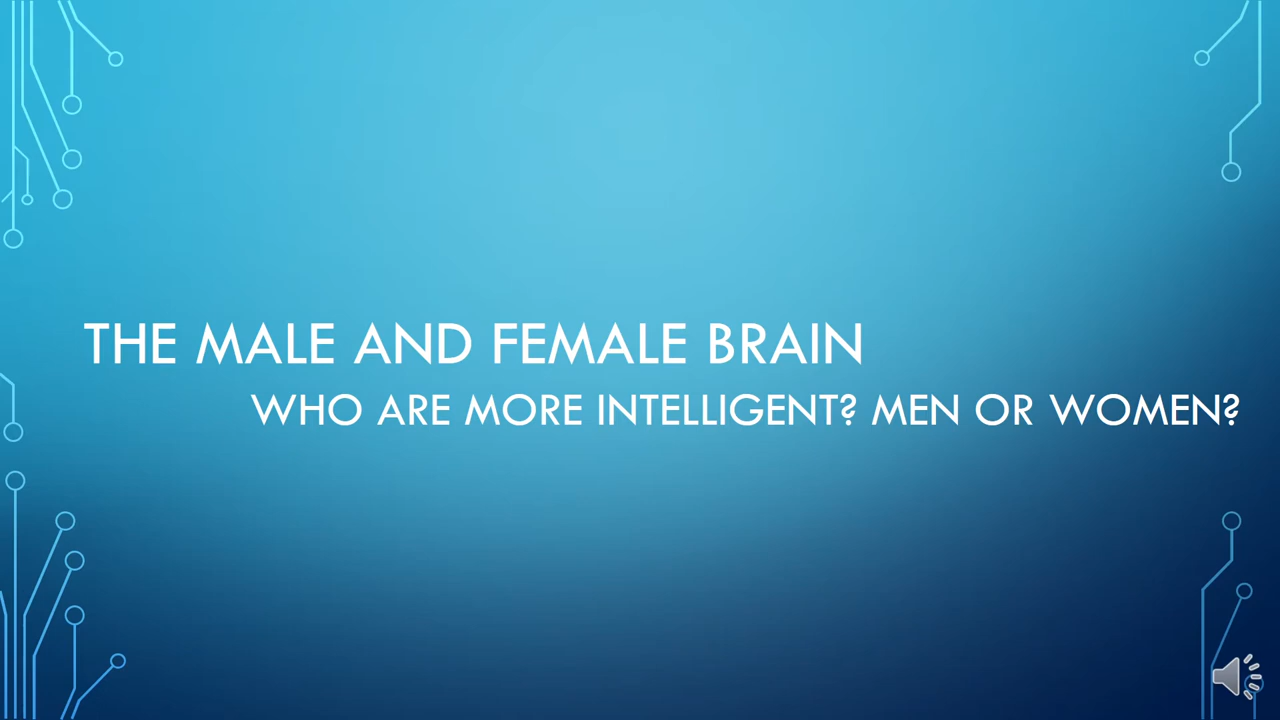 THE MALE AND FEMALE BRAIN
WHO ARE MORE INTELLIGENT? MEN OR WOMEN?